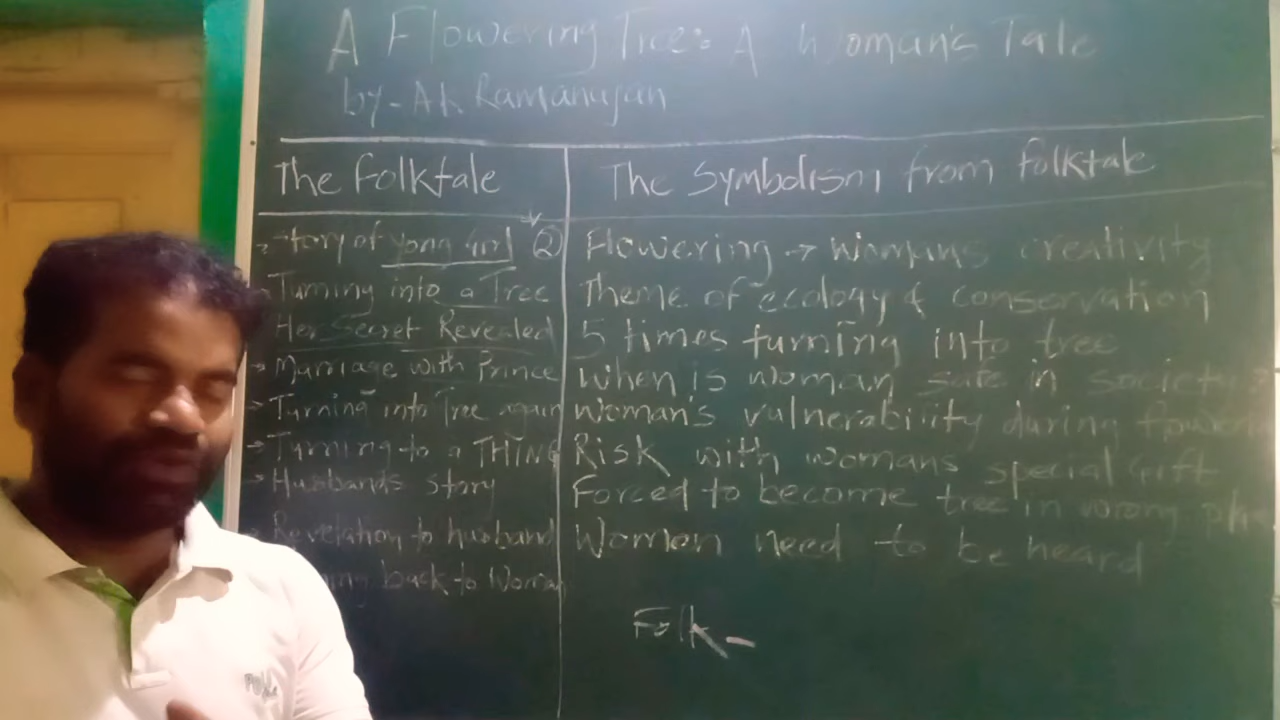 A Flowering Tree: A Woman's Tale
by - A.K Ramanujan
The Folktale
The Symbolism from folktale
Story of yong Girl ②
Turning into a Tree
Her Secret Revealed
→ Marriage with Prince
→ Turning into Tree again
→ Turning to a THING
→ Husbands story
Revelation to husband
back to Woman
Flowering → Womans creativity
Theme of ecology & conservation
5 times turning into tree
When is woman safe in society
Woman's vulnerability during
Risk with womans special Gift
Forced to become tree in wrong
Women need to be heard
Folk -